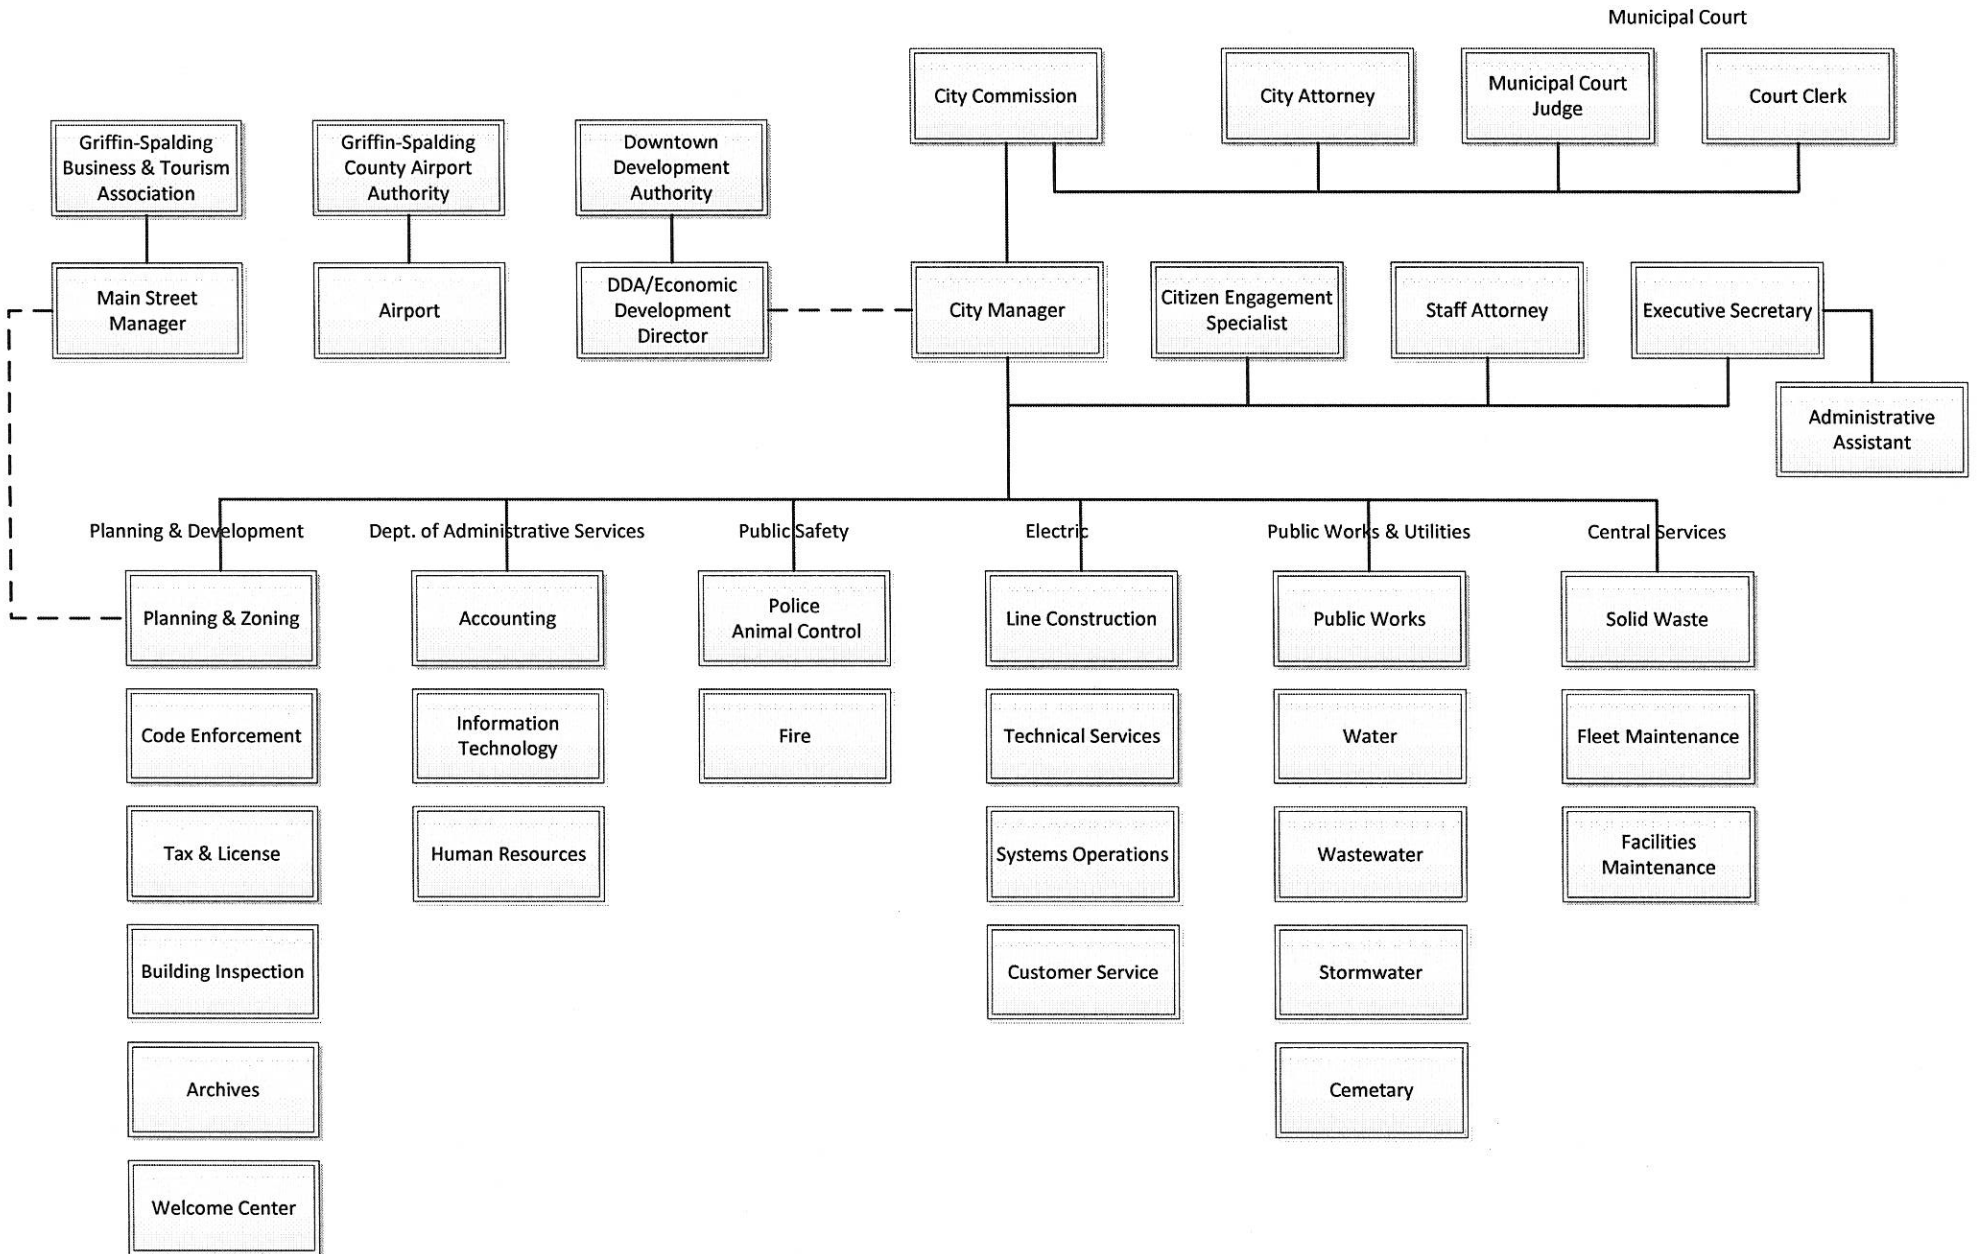 Municipal Court
City Commission
City Attorney
Municipal Court
Judge
Court Clerk
Griffin-Spalding
Business & Tourism
Association
Griffin-Spalding
County Airport
Authority
Downtown
Development
Authority
Main Street
Manager
Airport
DDA/Economic
Development
Director
City Manager
Citizen Engagement
Specialist
Staff Attorney
Executive Secretary
Administrative
Assistant
Planning & Development
Dept. of Administrative Services
Public Safety
Electric
Public Works & Utilities
Central Services
Planning & Zoning
Accounting
Police
Animal Control
Line Construction
Public Works
Solid Waste
Code Enforcement
Information
Technology
Fire
Technical Services
Water
Fleet Maintenance
Tax & License
Human Resources
Systems Operations
Wastewater
Facilities
Maintenance
Building Inspection
Customer Service
Stormwater
Archives
Cemetary
Welcome Center